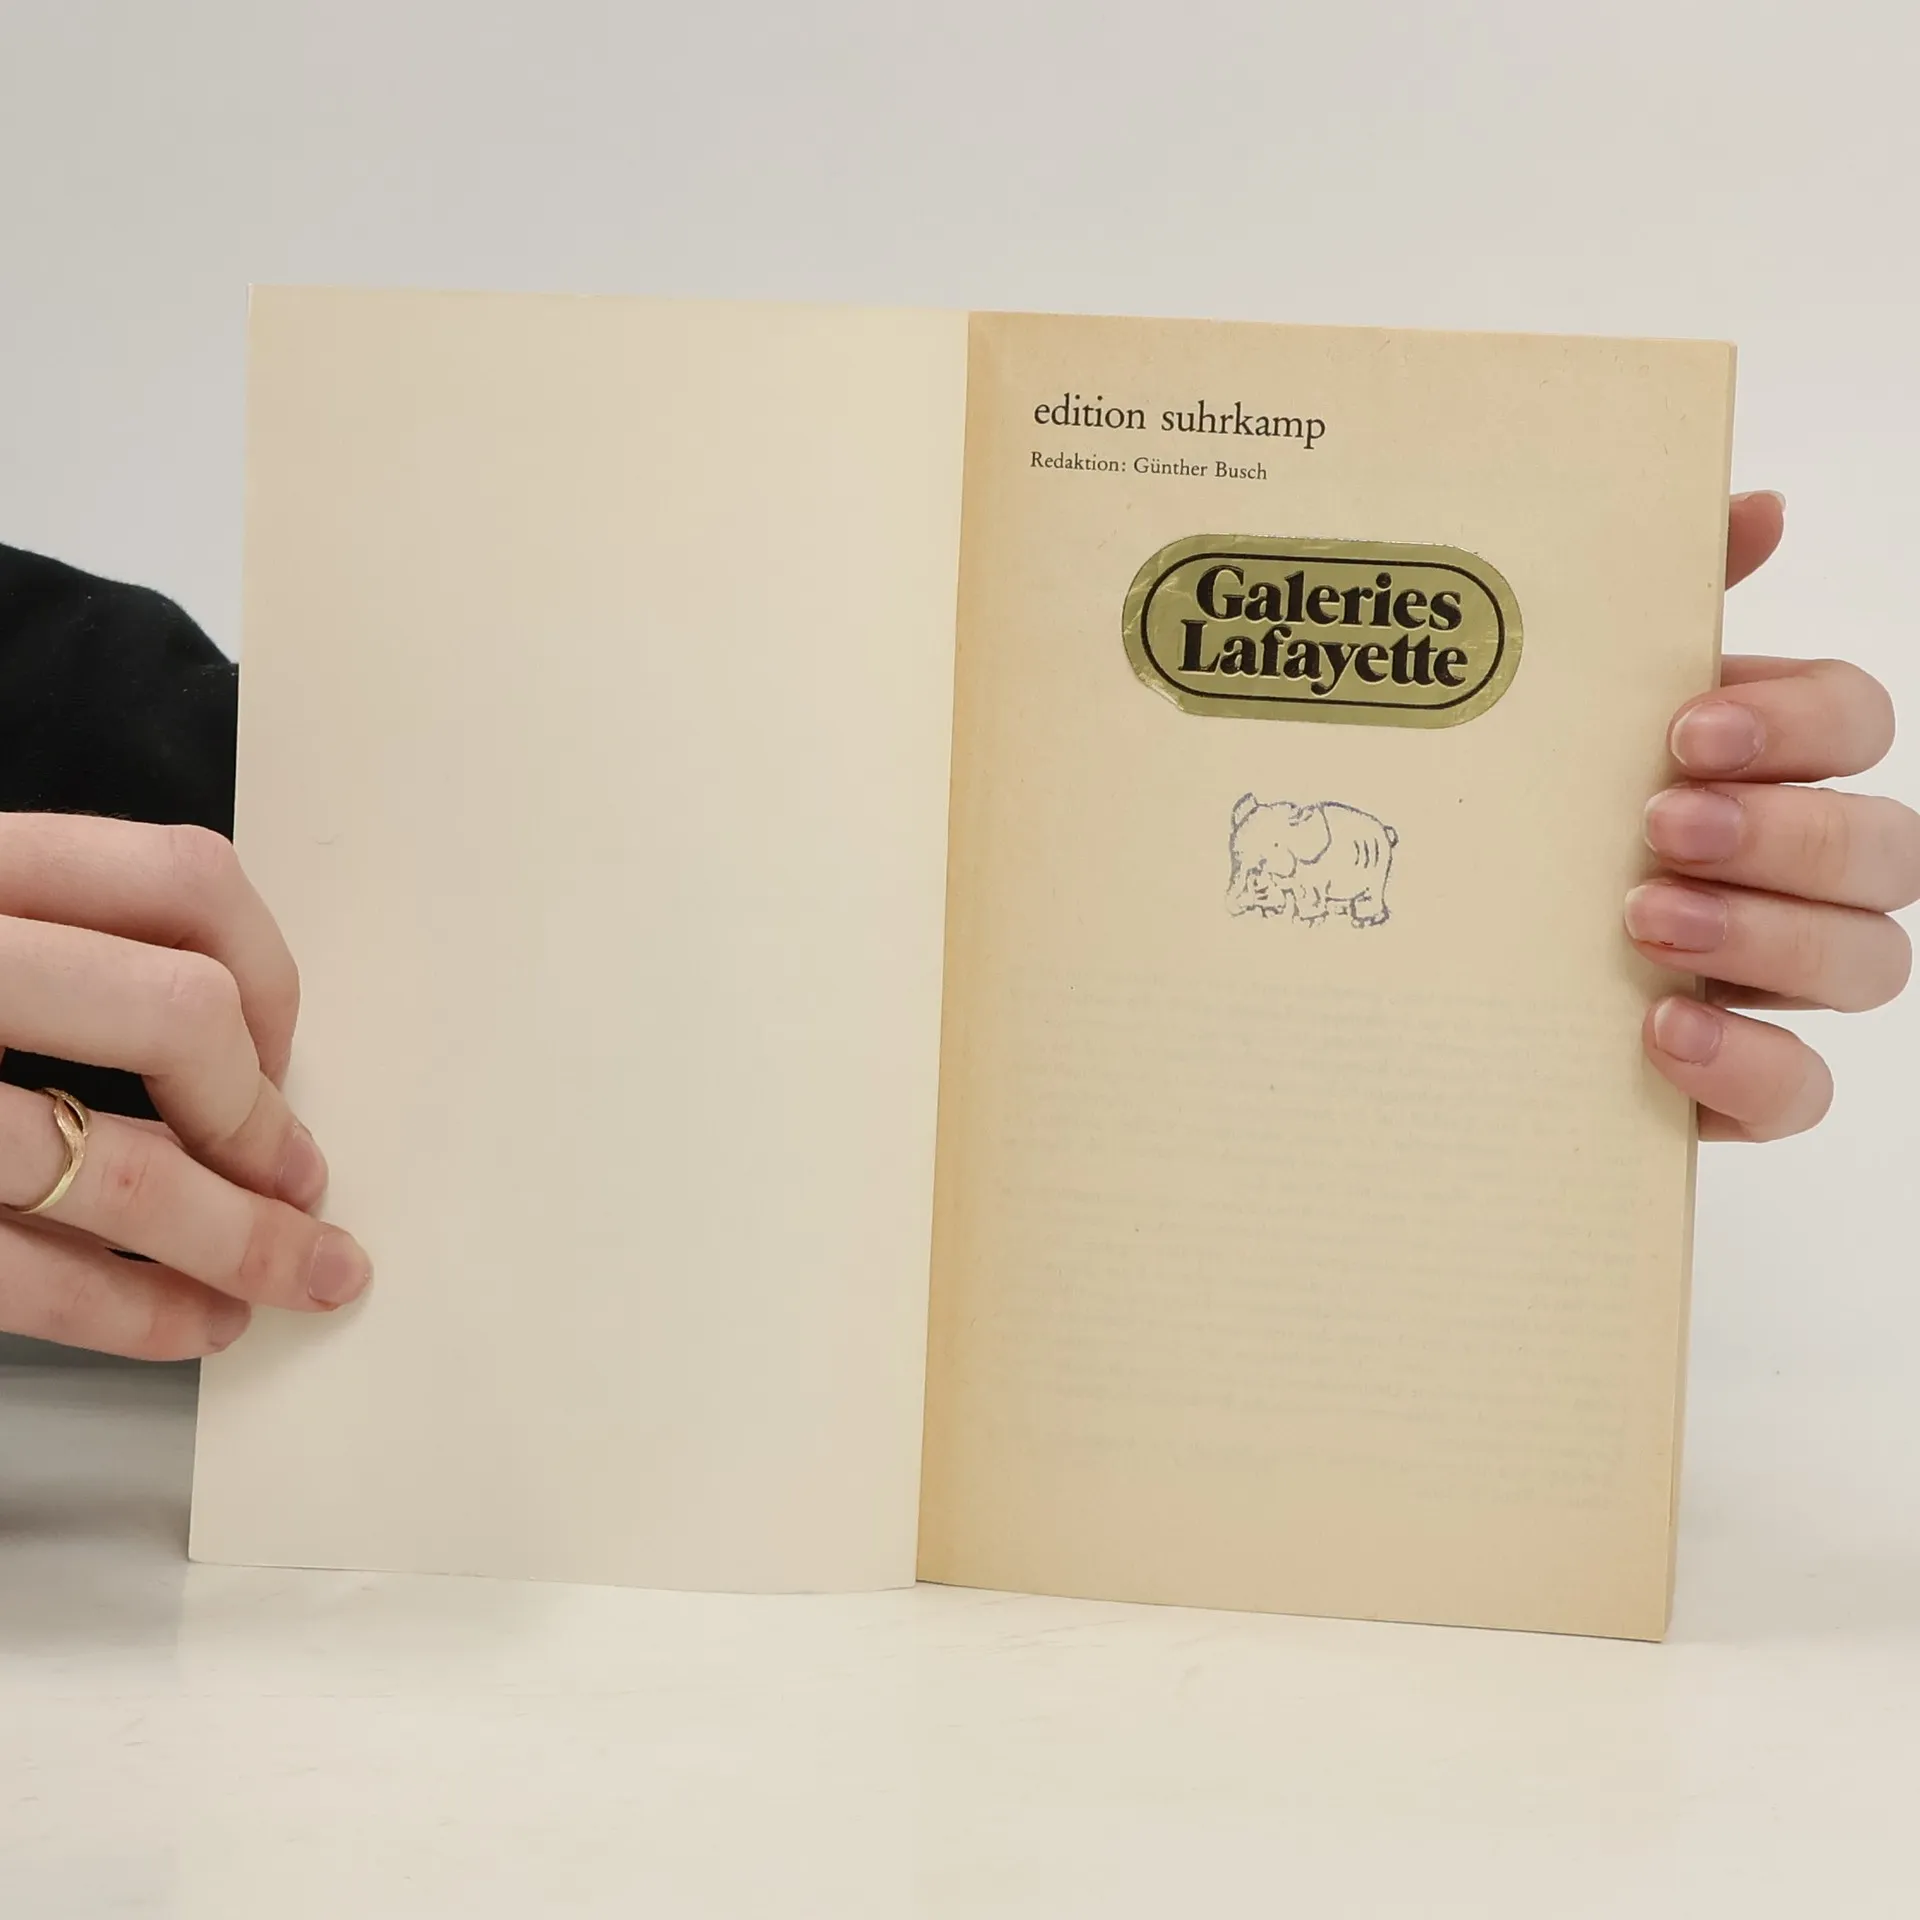 edition suhrkamp
Redaktion: Günther Busch
Galeries
Lafayette